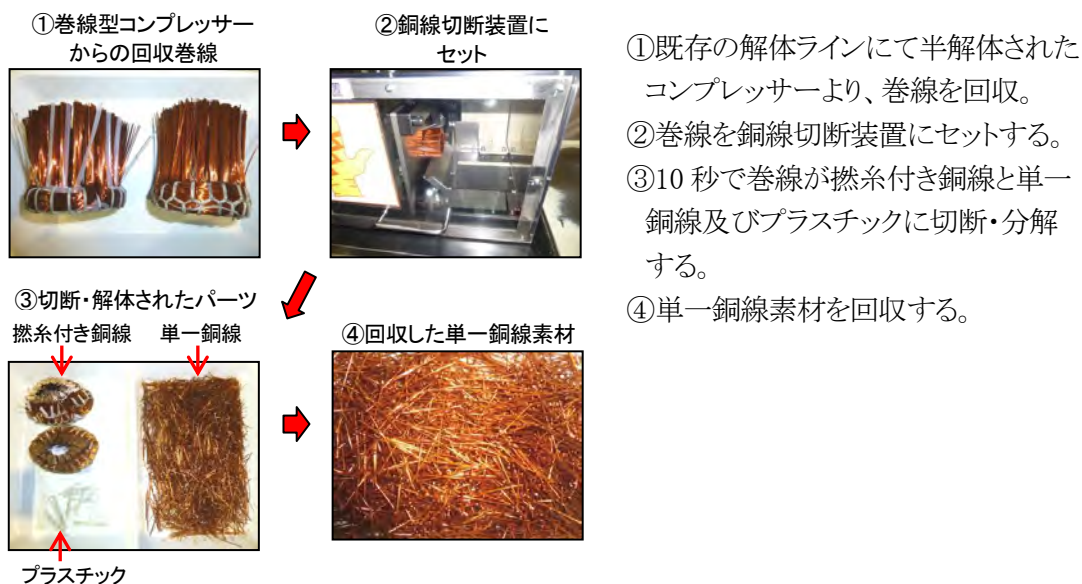 ①巻線型コンプレッサー
からの回収巻線
②銅線切断装置に
セット
③切断・解体されたパーツ
撚糸付き銅線
単一銅線
プラスチック
④回収した単一銅線素材
①既存の解体ラインにて半解体された
コンプレッサーより、巻線を回収。
②巻線を銅線切断装置にセットする。
③10 秒で巻線が撚糸付き銅線と単一
銅線及びプラスチックに切断・分解
する。
④単一銅線素材を回収する。